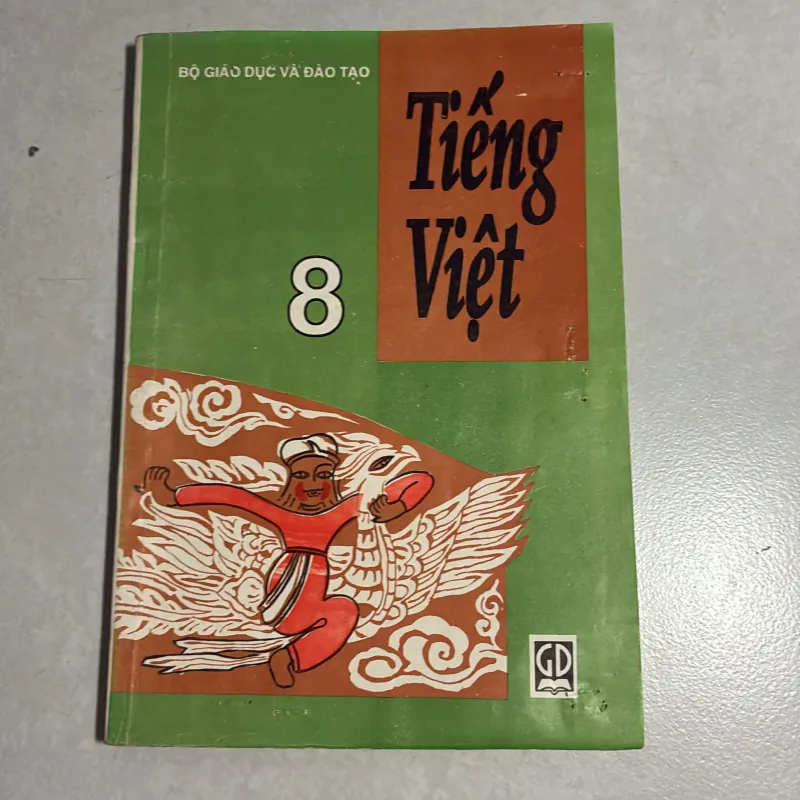 BỘ GIÁO DỤC VÀ ĐÀO TẠO
Tiếng
Việt
8
GD